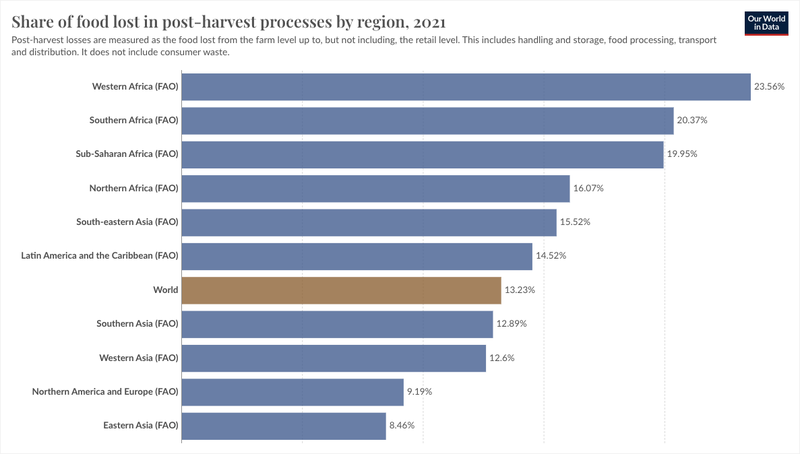 Share of food lost in post-harvest processes by region, 2021
Our World
in Data
Post-harvest losses are measured as the food lost from the farm level up to, but not including, the retail level. This includes handling and storage, food processing, transport
and distribution. It does not include consumer waste.
Western Africa (FAO) 23.56%
Southern Africa (FAO) 20.37%
Sub-Saharan Africa (FAO) 19.95%
Northern Africa (FAO) 16.07%
South-eastern Asia (FAO) 15.52%
Latin America and the Caribbean (FAO) 14.52%
World 13.23%
Southern Asia (FAO) 12.89%
Western Asia (FAO) 12.6%
Northern America and Europe (FAO) 9.19%
Eastern Asia (FAO) 8.46%